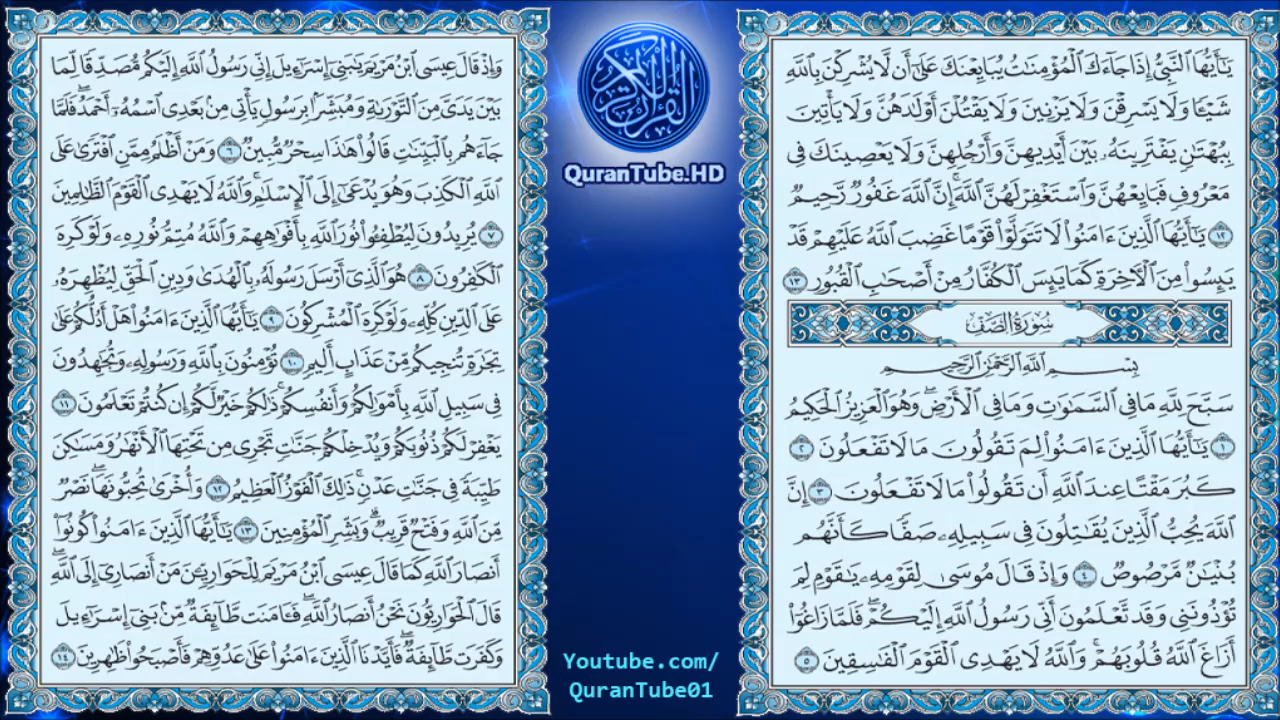 يَٰٓأَيُّهَا ٱلنَّبِيُّ إِذَا جَآءَكَ ٱلْمُؤْمِنَٰتُ يُبَايِعْنَكَ عَلَىٰٓ أَن لَّا يُشْرِكْنَ بِٱللَّهِ
شَيْـًٔا وَلَا يَسْرِقْنَ وَلَا يَزْنِينَ وَلَا يَقْتُلْنَ أَوْلَٰدَهُنَّ وَلَا يَأْتِينَ
بِبُهْتَٰنٍ يَفْتَرِينَهُۥ بَيْنَ أَيْدِيهِنَّ وَأَرْجُلِهِنَّ وَلَا يَعْصِينَكَ فِى
مَعْرُوفٍ فَبَايِعْهُنَّ وَٱسْتَغْفِرْ لَهُنَّ ٱللَّهَ إِنَّ ٱللَّهَ غَفُورٌ رَّحِيمٌ
١٢ يَٰٓأَيُّهَا ٱلَّذِينَ ءَامَنُوا۟ لَا تَتَوَلَّوْا۟ قَوْمًا غَضِبَ ٱللَّهُ عَلَيْهِمْ قَدْ
يَئِسُوا۟ مِنَ ٱلْءَاخِرَةِ كَمَا يَئِسَ ٱلْكُفَّارُ مِنْ أَصْحَٰبِ ٱلْقُبُورِ ١٣
سُورَةُ الصَّفِّ
بِسْمِ ٱللَّهِ ٱلرَّحْمَٰنِ ٱلرَّحِيمِ
سَبَّحَ لِلَّهِ مَا فِى ٱلسَّمَٰوَٰتِ وَمَا فِى ٱلْأَرْضِ ۖ وَهُوَ ٱلْعَزِيزُ ٱلْحَكِيمُ
١ يَٰٓأَيُّهَا ٱلَّذِينَ ءَامَنُوا۟ لِمَ تَقُولُونَ مَا لَا تَفْعَلُونَ ٢
كَبُرَ مَقْتًا عِندَ ٱللَّهِ أَن تَقُولُوا۟ مَا لَا تَفْعَلُونَ ٣ إِنَّ
ٱللَّهَ يُحِبُّ ٱلَّذِينَ يُقَٰتِلُونَ فِى سَبِيلِهِۦ صَفًّا كَأَنَّهُم
بُنْيَٰنٌ مَّرْصُوصٌ ٤ وَإِذْ قَالَ مُوسَىٰ لِقَوْمِهِۦ يَٰقَوْمِ لِمَ
تُؤْذُونَنِى وَقَد تَّعْلَمُونَ أَنِّى رَسُولُ ٱللَّهِ إِلَيْكُمْ ۖ فَلَمَّا زَاغُوٓا۟
أَزَاغَ ٱللَّهُ قُلُوبَهُمْ ۚ وَٱللَّهُ لَا يَهْدِى ٱلْقَوْمَ ٱلْفَٰسِقِينَ ٥
القرآن الكريم
QuranTube.HD
Youtube.com/
QuranTube01
وَإِذْ قَالَ عِيسَى ٱبْنُ مَرْيَمَ يَٰبَنِىٓ إِسْرَٰٓءِيلَ إِنِّى رَسُولُ ٱللَّهِ إِلَيْكُم مُّصَدِّقًا لِّمَا
بَيْنَ يَدَىَّ مِنَ ٱلتَّوْرَىٰةِ وَمُبَشِّرًۢا بِرَسُولٍ يَأْتِى مِنۢ بَعْدِى ٱسْمُهُۥٓ أَحْمَدُ ۖ فَلَمَّا
جَآءَهُم بِٱلْبَيِّنَٰتِ قَالُوا۟ هَٰذَا سِحْرٌ مُّبِينٌ ٦ وَمَنْ أَظْلَمُ مِمَّنِ ٱفْتَرَىٰ عَلَى
ٱللَّهِ ٱلْكَذِبَ وَهُوَ يُدْعَىٰٓ إِلَى ٱلْإِسْلَٰمِ ۚ وَٱللَّهُ لَا يَهْدِى ٱلْقَوْمَ ٱلظَّٰلِمِينَ
٧ يُرِيدُونَ لِيُطْفِـُٔوا۟ نُورَ ٱللَّهِ بِأَفْوَٰهِهِمْ وَٱللَّهُ مُتِمُّ نُورِهِۦ وَلَوْ كَرِهَ
ٱلْكَٰفِرُونَ ٨ هُوَ ٱلَّذِىٓ أَرْسَلَ رَسُولَهُۥ بِٱلْهُدَىٰ وَدِينِ ٱلْحَقِّ لِيُظْهِرَهُۥ
عَلَى ٱلدِّينِ كُلِّهِۦ وَلَوْ كَرِهَ ٱلْمُشْرِكُونَ ٩ يَٰٓأَيُّهَا ٱلَّذِينَ ءَامَنُوا۟ هَلْ أَدُلُّكُمْ عَلَىٰ
تِجَٰرَةٍ تُنجِيكُم مِّنْ عَذَابٍ أَلِيمٍ ١٠ تُؤْمِنُونَ بِٱللَّهِ وَرَسُولِهِۦ وَتُجَٰهِدُونَ
فِى سَبِيلِ ٱللَّهِ بِأَمْوَٰلِكُمْ وَأَنفُسِكُمْ ۚ ذَٰلِكُمْ خَيْرٌ لَّكُمْ إِن كُنتُمْ تَعْلَمُونَ ١١
يَغْفِرْ لَكُمْ ذُنُوبَكُمْ وَيُدْخِلْكُمْ جَنَّٰتٍ تَجْرِى مِن تَحْتِهَا ٱلْأَنْهَٰرُ وَمَسَٰكِنَ
طَيِّبَةً فِى جَنَّٰتِ عَدْنٍ ۚ ذَٰلِكَ ٱلْفَوْزُ ٱلْعَظِيمُ ١٢ وَأُخْرَىٰ تُحِبُّونَهَا ۖ نَصْرٌ
مِّنَ ٱللَّهِ وَفَتْحٌ قَرِيبٌ ۗ وَبَشِّرِ ٱلْمُؤْمِنِينَ ١٣ يَٰٓأَيُّهَا ٱلَّذِينَ ءَامَنُوا۟ كُونُوٓا۟
أَنصَارَ ٱللَّهِ كَمَا قَالَ عِيسَى ٱبْنُ مَرْيَمَ لِلْحَوَارِيِّـۧنَ مَنْ أَنصَارِىٓ إِلَى ٱللَّهِ ۖ
قَالَ ٱلْحَوَارِيُّونَ نَحْنُ أَنصَارُ ٱللَّهِ ۖ فَـَٔامَنَت طَّآئِفَةٌ مِّنۢ بَنِىٓ إِسْرَٰٓءِيلَ
وَكَفَرَت طَّآئِفَةٌ ۖ فَأَيَّدْنَا ٱلَّذِينَ ءَامَنُوا۟ عَلَىٰ عَدُوِّهِمْ فَأَصْبَحُوا۟ ظَٰهِرِينَ ١٤